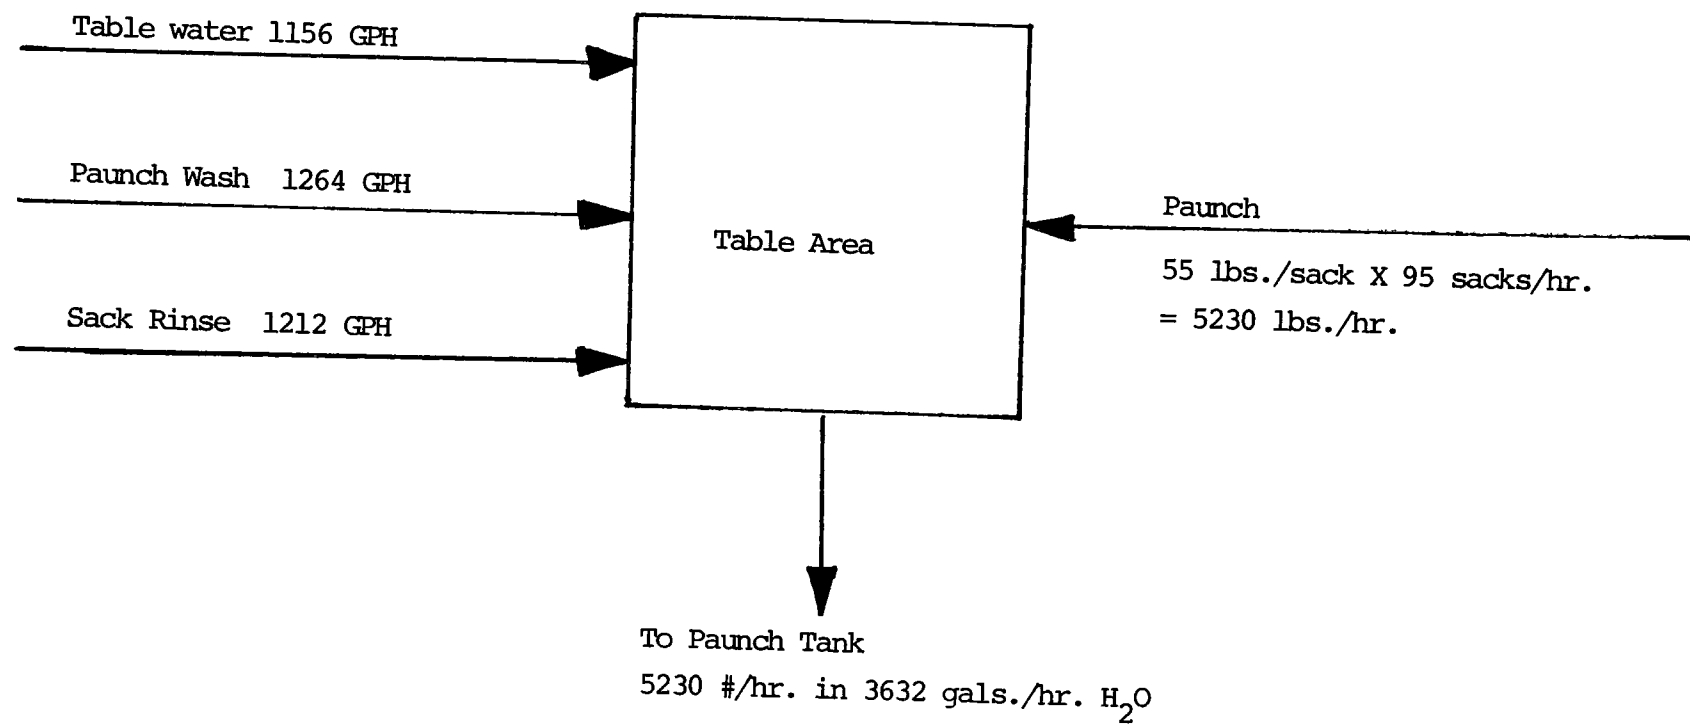 Table water 1156 GPH
Paunch Wash 1264 GPH
Sack Rinse 1212 GPH
Table Area
Paunch
55 lbs./sack X 95 sacks/hr.
= 5230 lbs./hr.
To Paunch Tank
5230 #/hr. in 3632 gals./hr. H₂O